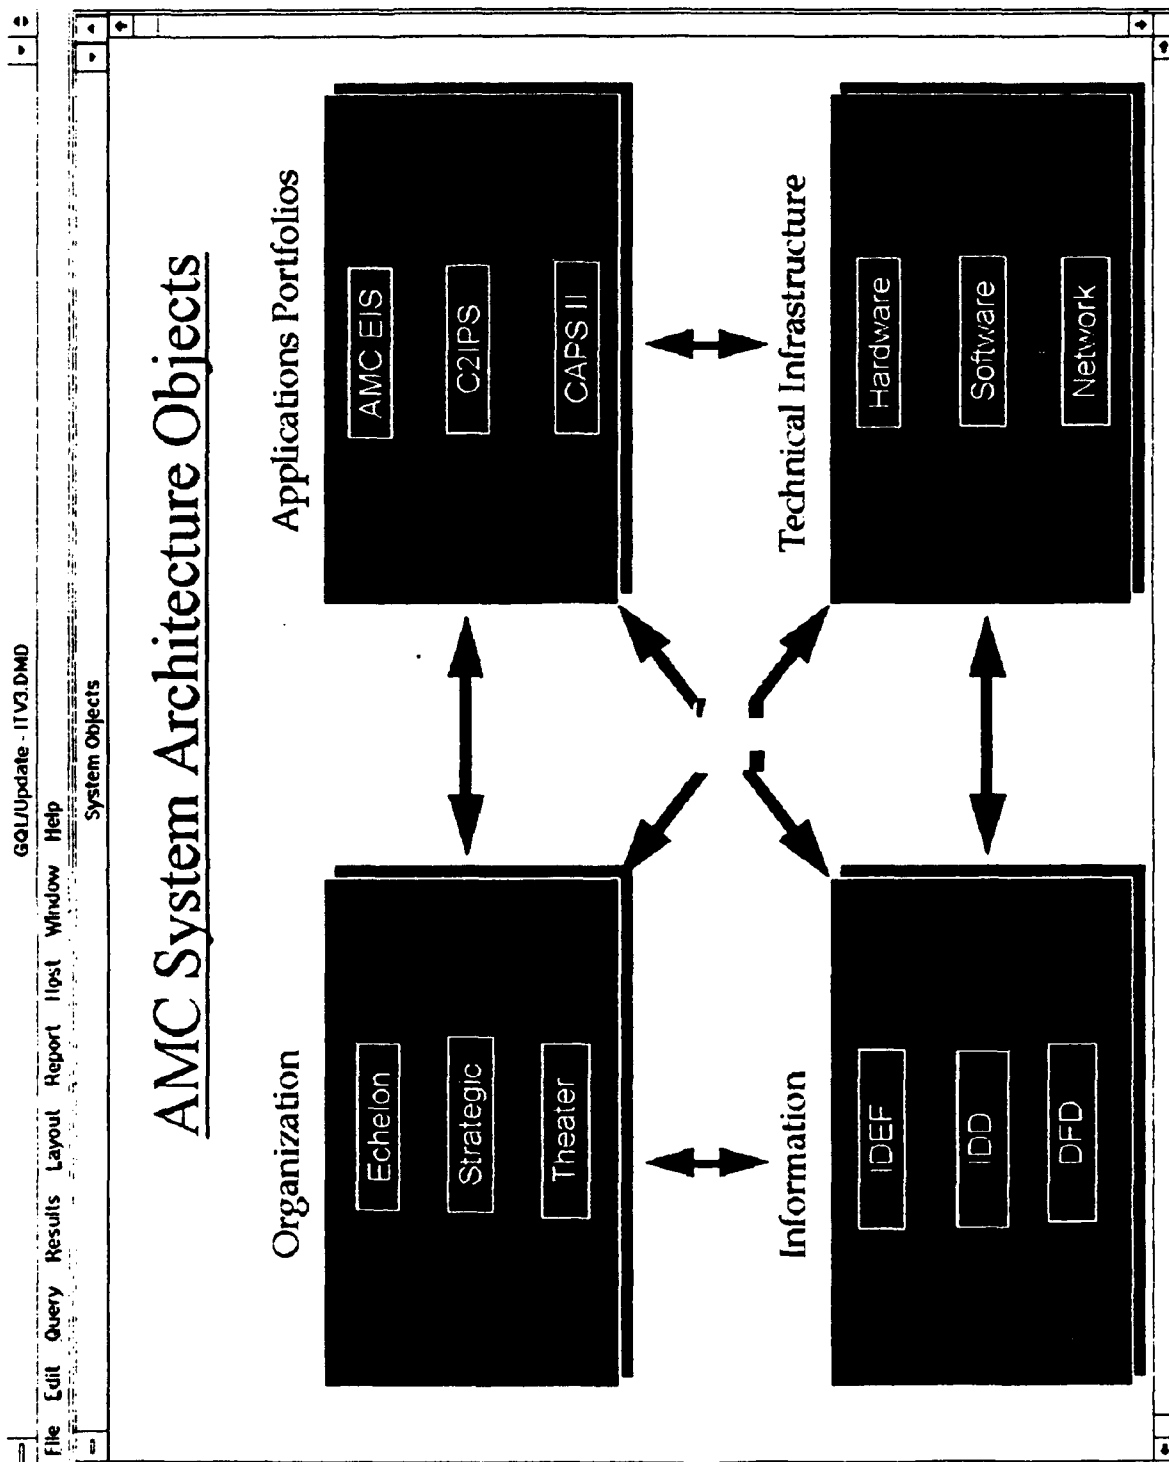 GQL/Update - ITV3.DMD
File Edit Query Results Layout Report Host Window Help
System Objects
AMC System Architecture Objects
Organization
Echelon
Strategic
Theater
Applications Portfolios
AMC EIS
C2IPS
CAPS II
Information
IDEF
IDD
DFD
Technical Infrastructure
Hardware
Software
Network